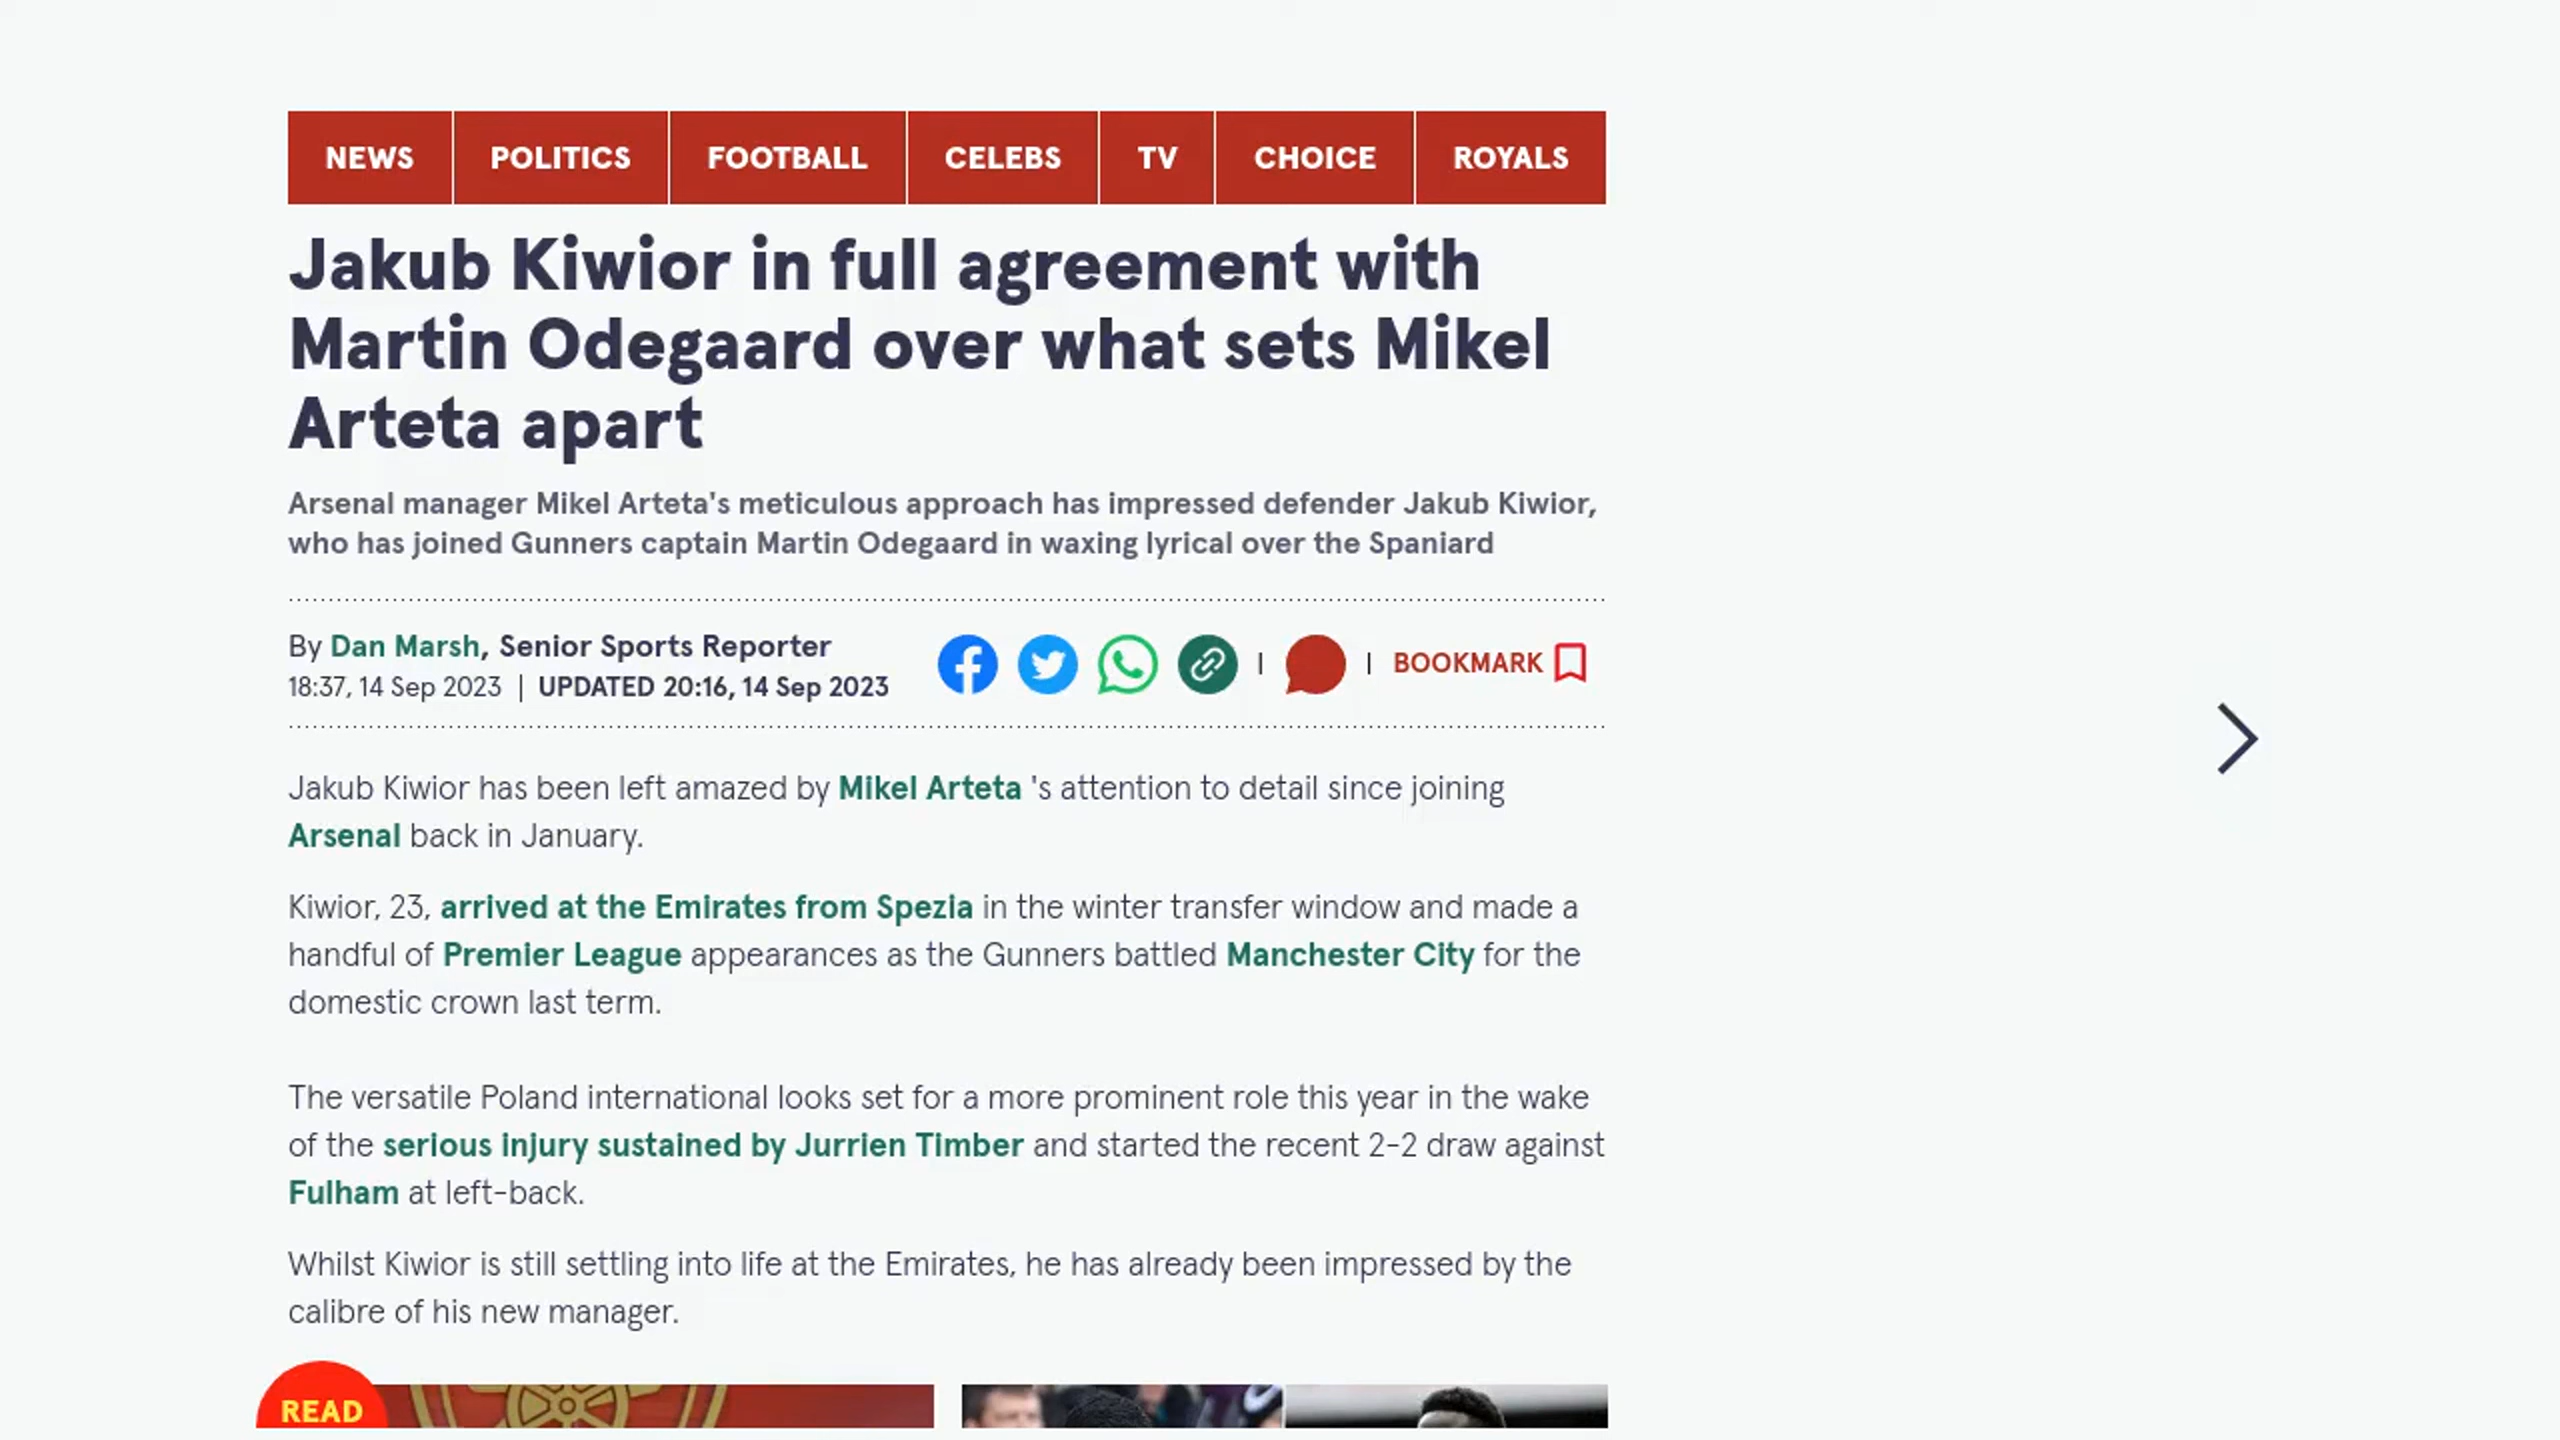 NEWS POLITICS FOOTBALL CELEBS TV CHOICE ROYALS
Jakub Kiwior in full agreement with
Martin Odegaard over what sets Mikel
Arteta apart
Arsenal manager Mikel Arteta's meticulous approach has impressed defender Jakub Kiwior,
who has joined Gunners captain Martin Odegaard in waxing lyrical over the Spaniard
By Dan Marsh, Senior Sports Reporter
18:37, 14 Sep 2023 | UPDATED 20:16, 14 Sep 2023
BOOKMARK
Jakub Kiwior has been left amazed by Mikel Arteta 's attention to detail since joining
Arsenal back in January.
Kiwior, 23, arrived at the Emirates from Spezia in the winter transfer window and made a
handful of Premier League appearances as the Gunners battled Manchester City for the
domestic crown last term.
The versatile Poland international looks set for a more prominent role this year in the wake
of the serious injury sustained by Jurrien Timber and started the recent 2-2 draw against
Fulham at left-back.
Whilst Kiwior is still settling into life at the Emirates, he has already been impressed by the
calibre of his new manager.
READ